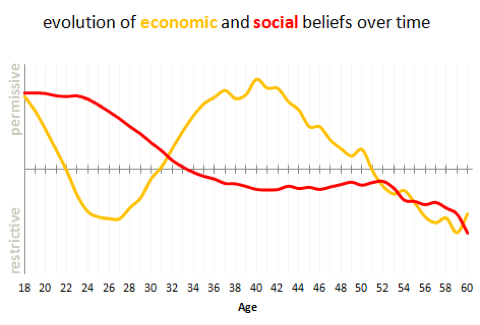 evolution of economic and social beliefs over time
permissive
restrictive
18 20 22 24 26 28 30 32 34 36 38 40 42 44 46 48 50 52 54 56 58 60
Age